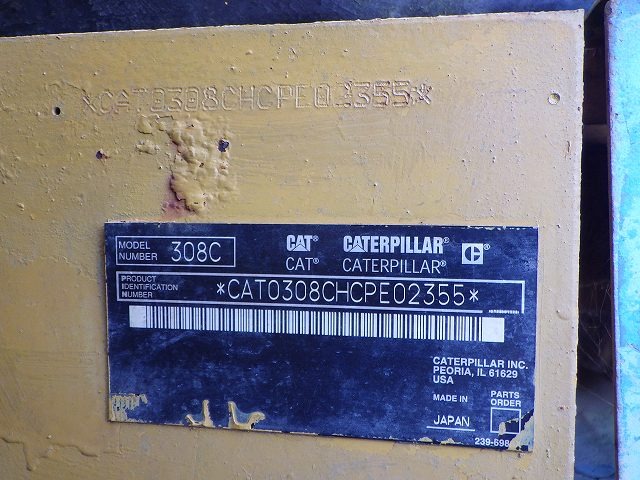 *CAT0308CHCPE02355*
MODEL NUMBER 308C
CAT® CATERPILLAR® C
CAT® CATERPILLAR®
PRODUCT IDENTIFICATION NUMBER
*CAT0308CHCPE02355*
CATERPILLAR INC.
PEORIA, IL 61629
USA
MADE IN
JAPAN
PARTS ORDER